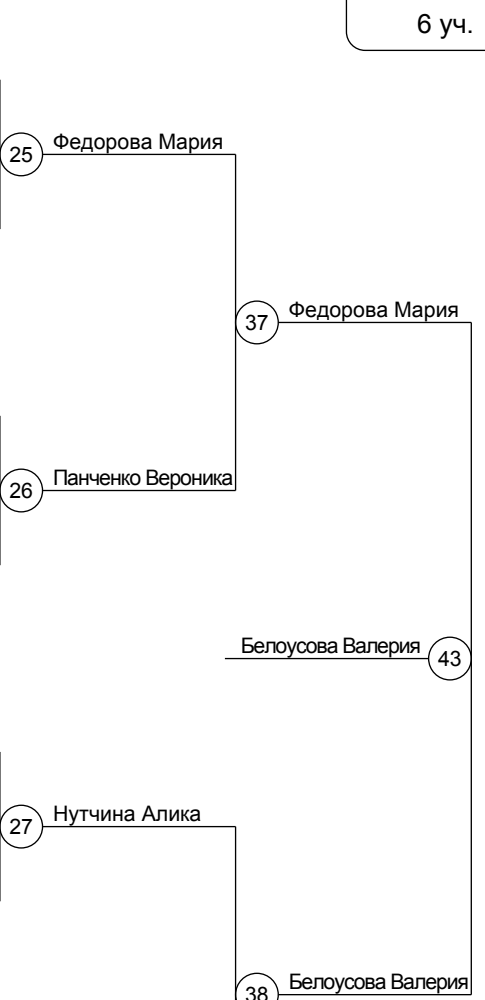 6 уч.
Федорова Мария
25
Федорова Мария
37
Панченко Вероника
26
Белоусова Валерия
43
Нутчина Алика
27
Белоусова Валерия
38